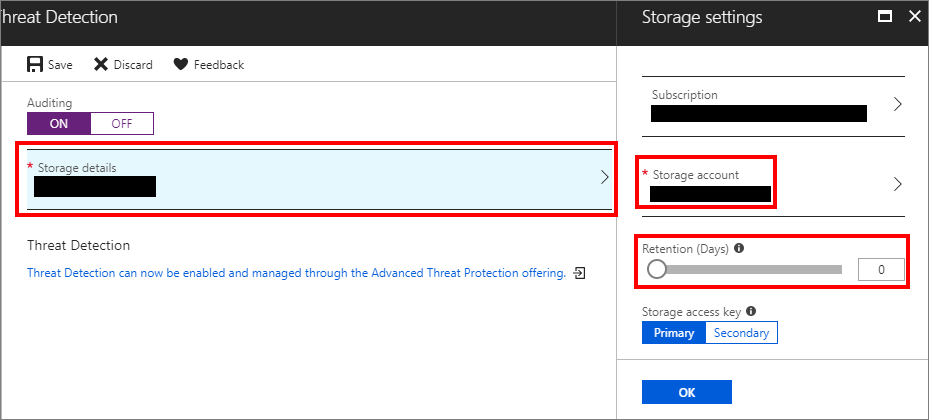 hreat Detection
Save Discard Feedback
Auditing
ON OFF
* Storage details
Threat Detection
Threat Detection can now be enabled and managed through the Advanced Threat Protection offering.
Storage settings
Subscription
* Storage account
Retention (Days)
0
Storage access key
Primary Secondary
OK